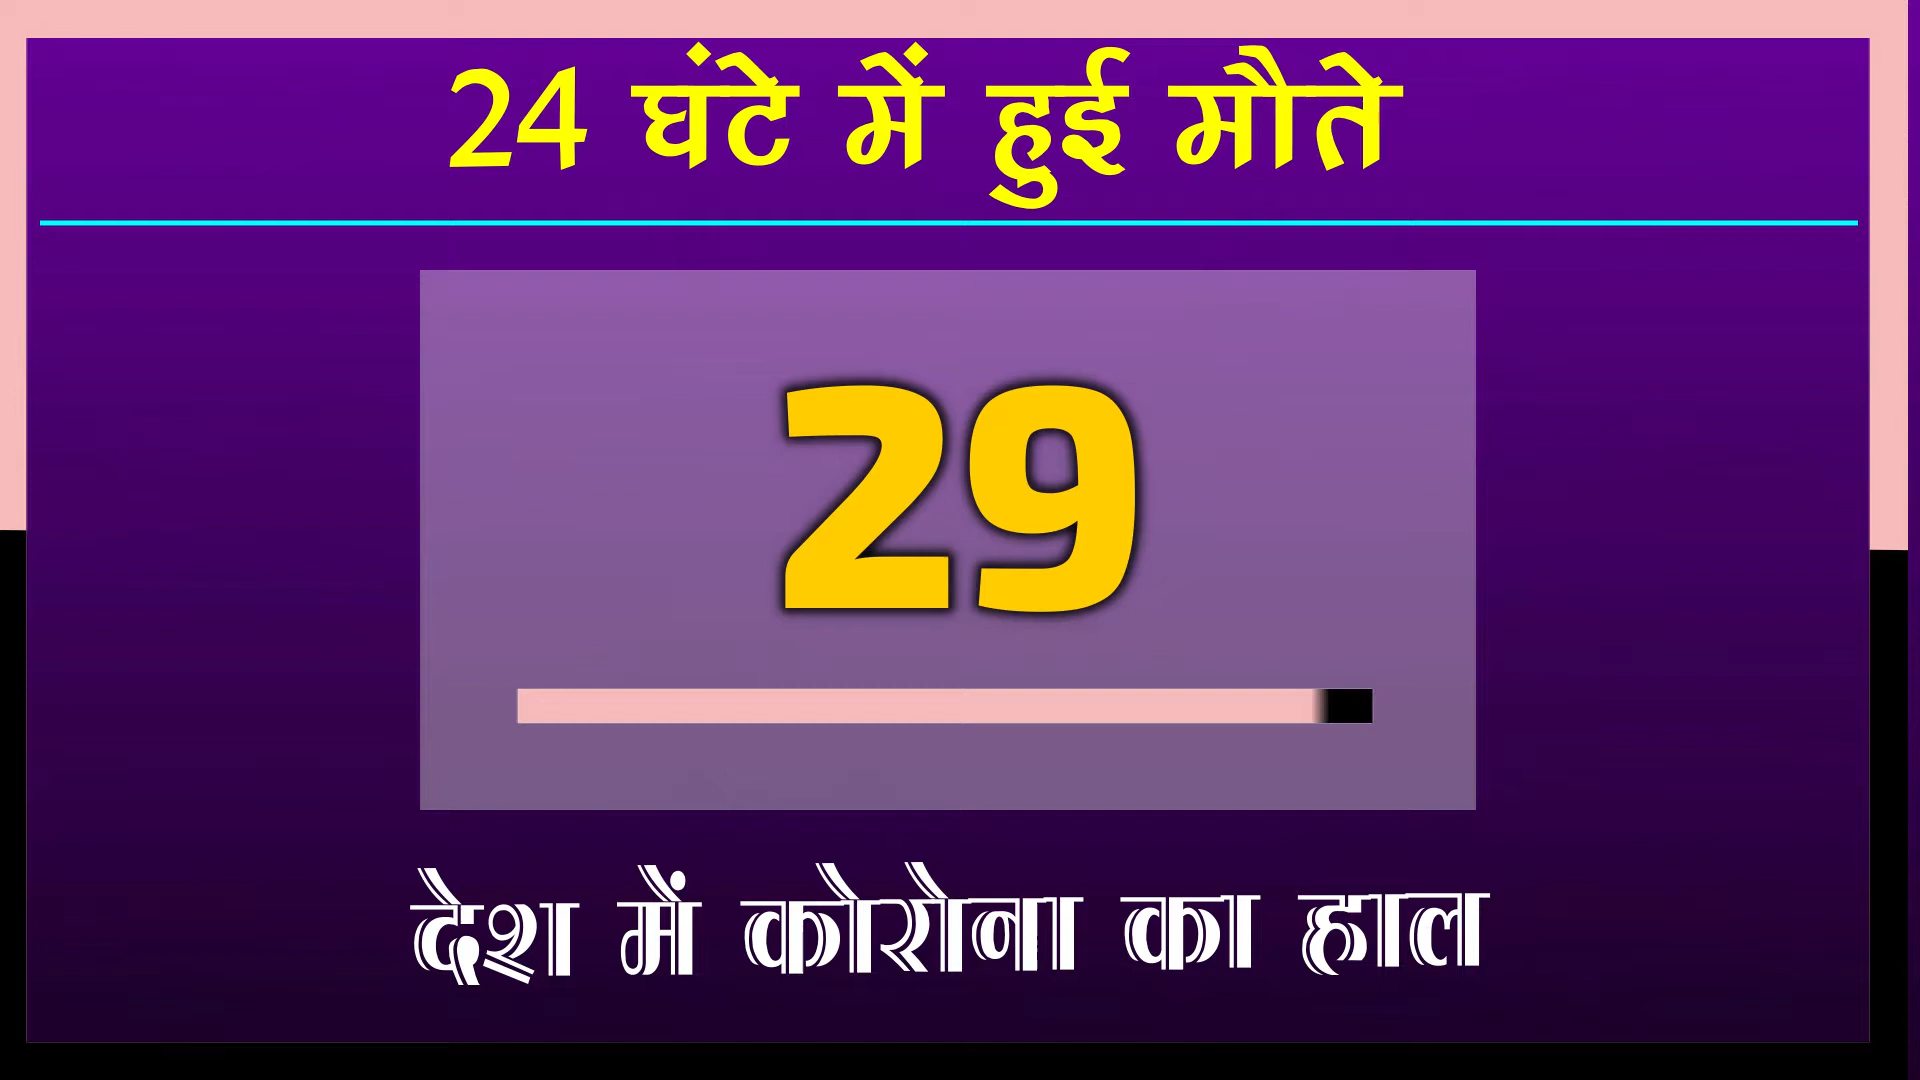 24 घंटे में हुई मौते
29
देश में कोरोना का हाल